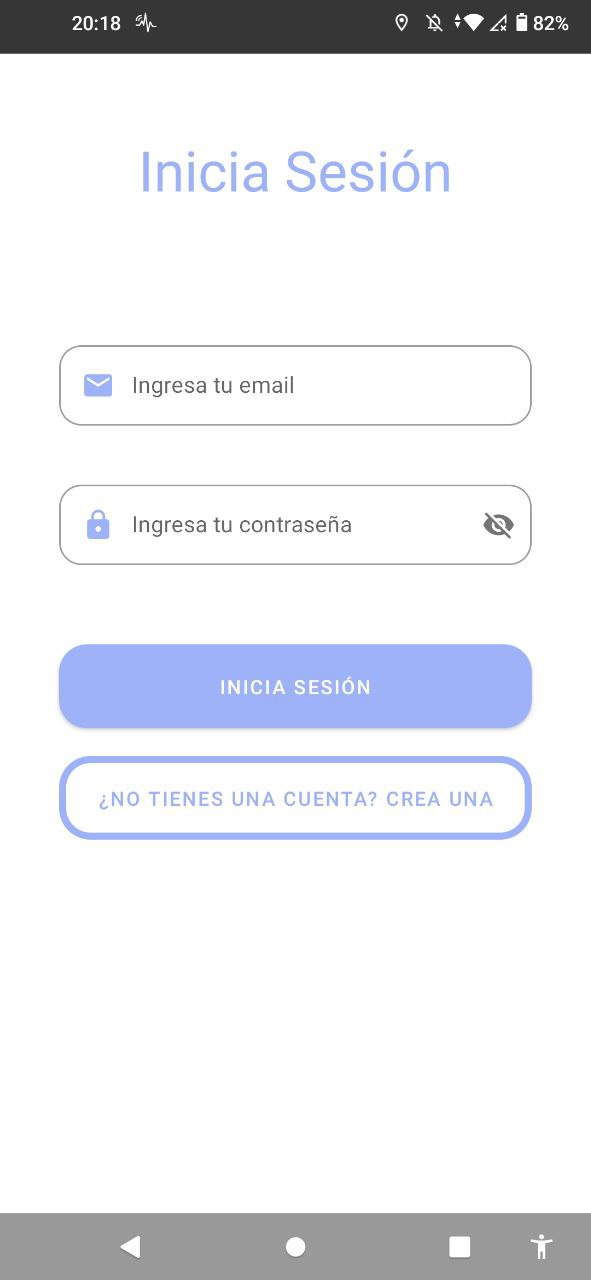 20:18 82%
Inicia Sesión
Ingresa tu email
Ingresa tu contraseña
INICIA SESIÓN
¿NO TIENES UNA CUENTA? CREA UNA